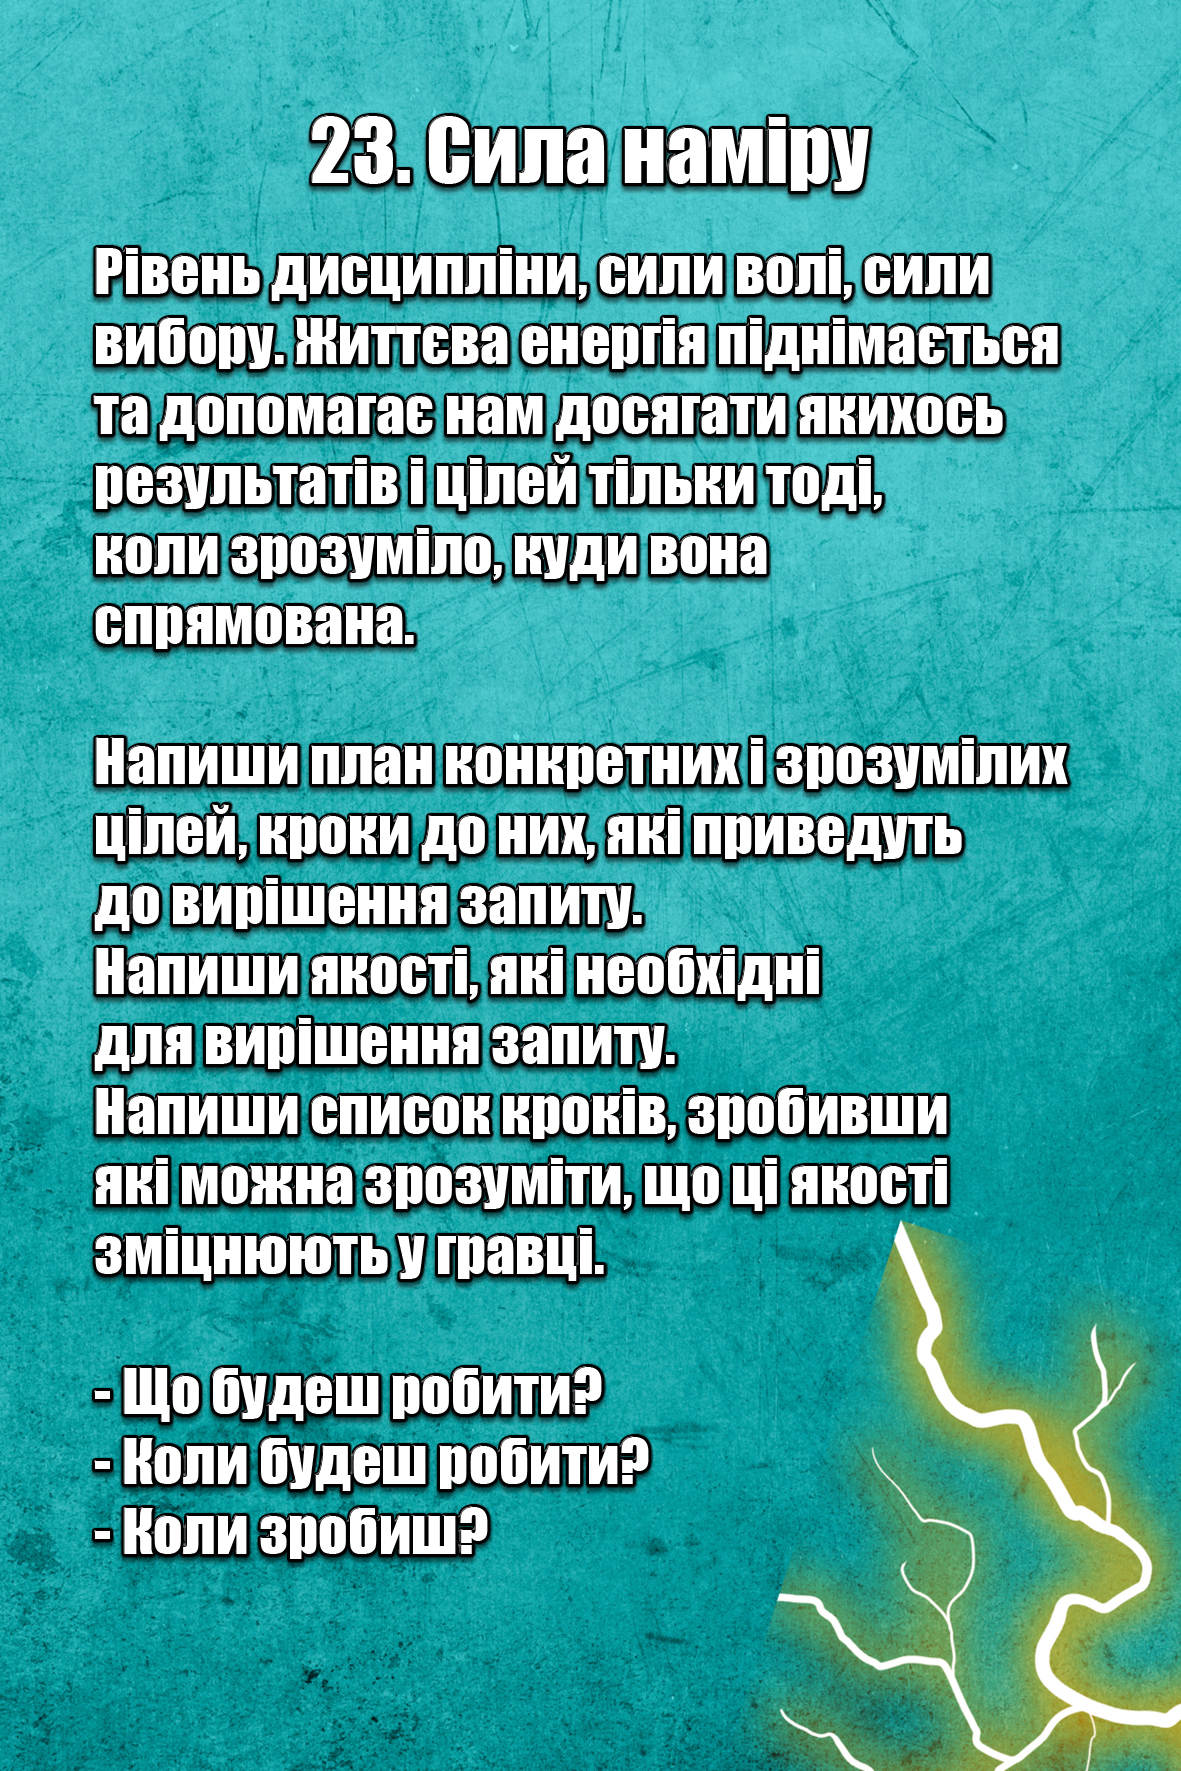 23. Сила наміру
Рівень дисципліни, сили волі, сили
вибору. Життєва енергія піднімається
та допомагає нам досягати якихось
результатів і цілей тільки тоді,
коли зрозуміло, куди вона
спрямована.
Напиши план конкретних і зрозумілих
цілей, кроки до них, які приведуть
до вирішення запиту.
Напиши якості, які необхідні
для вирішення запиту.
Напиши список кроків, зробивши
які можна зрозуміти, що ці якості
зміцнюють у гравці.
- Що будеш робити?
- Коли будеш робити?
- Коли зробиш?